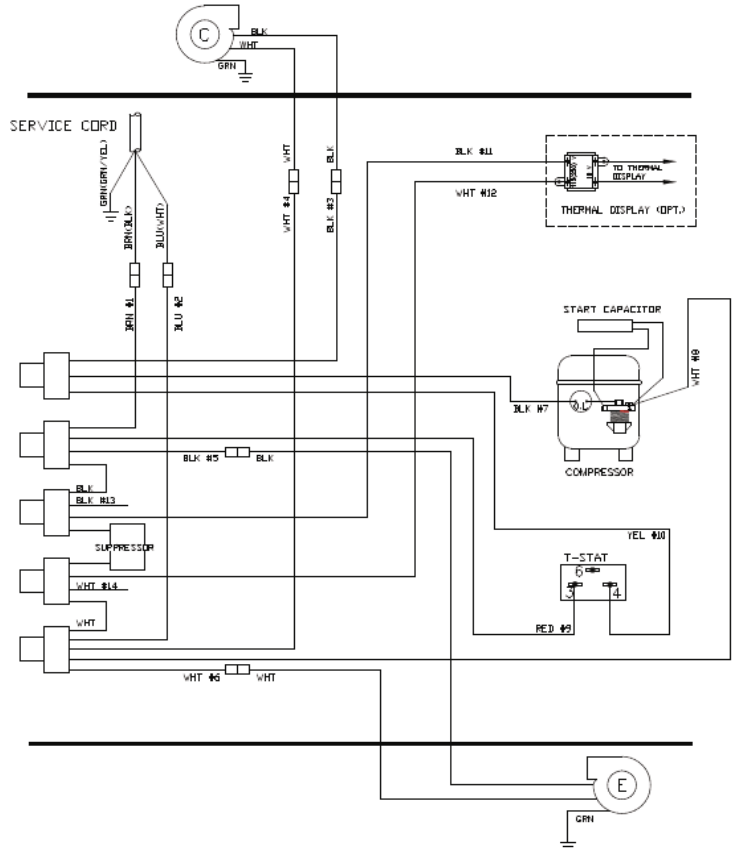 C
BLK
WHT
GRN
SERVICE CORD
GRN(GRN/YEL)
BRN(BLK)
BLU(WHT)
WHT
BLK
WHT #4
BLK #3
BLK #11
WHT #12
TO THERMAL
DISPLAY
THERMAL DISPLAY (OPT.)
BRN #1
BLU #2
START CAPACITOR
WHT #8
O.L
BLK #7
COMPRESSOR
BLK #5
BLK
BLK
BLK #13
SUPPRESSOR
YEL #10
T-STAT
6
3
4
WHT #14
WHT
RED #9
WHT #6
WHT
E
GRN